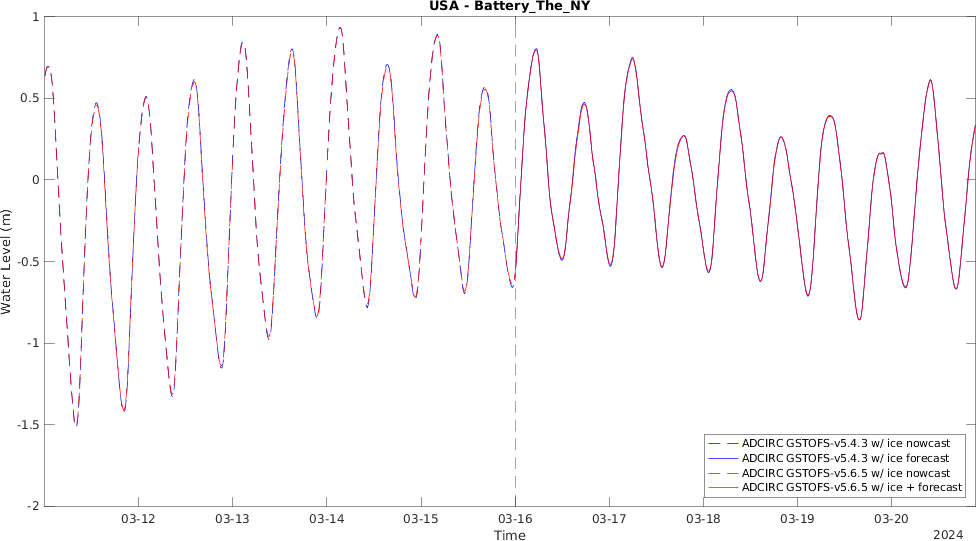 USA - Battery_The_NY
1
0.5
0
-0.5
-1
-1.5
-2
Water Level (m)
ADCIRC GSTOFS-v5.4.3 w/ ice nowcast
ADCIRC GSTOFS-v5.4.3 w/ ice forecast
ADCIRC GSTOFS-v5.6.5 w/ ice nowcast
ADCIRC GSTOFS-v5.6.5 w/ ice + forecast
03-12 03-13 03-14 03-15 03-16 03-17 03-18 03-19 03-20
Time
2024